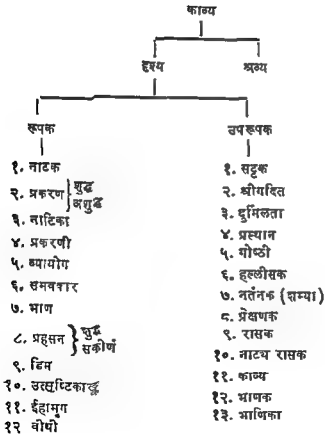 काव्य
दृश्य श्रव्य
रूपक उपरूपक
१. नाटक
२. प्रकरण } शुद्ध
अशुद्ध
३. नाटिका
४. प्रकरणी
५. व्यायोग
६. समवकार
७. भाण
८. प्रहसन } शुद्ध
सकीर्ण
९. डिम
१०. उत्सृष्टिकाङ्क
११. ईहामृग
१२ वीथी
१. सट्टक
२. श्रीगदित
३. दुर्मिलता
४. प्रस्थान
५. गोष्ठी
६. हल्लीसक
७. नर्तनक (शम्या)
८. प्रेक्षणक
९. रासक
१०. नाट्य रासक
११. काव्य
१२. भाणक
१३. भाणिका